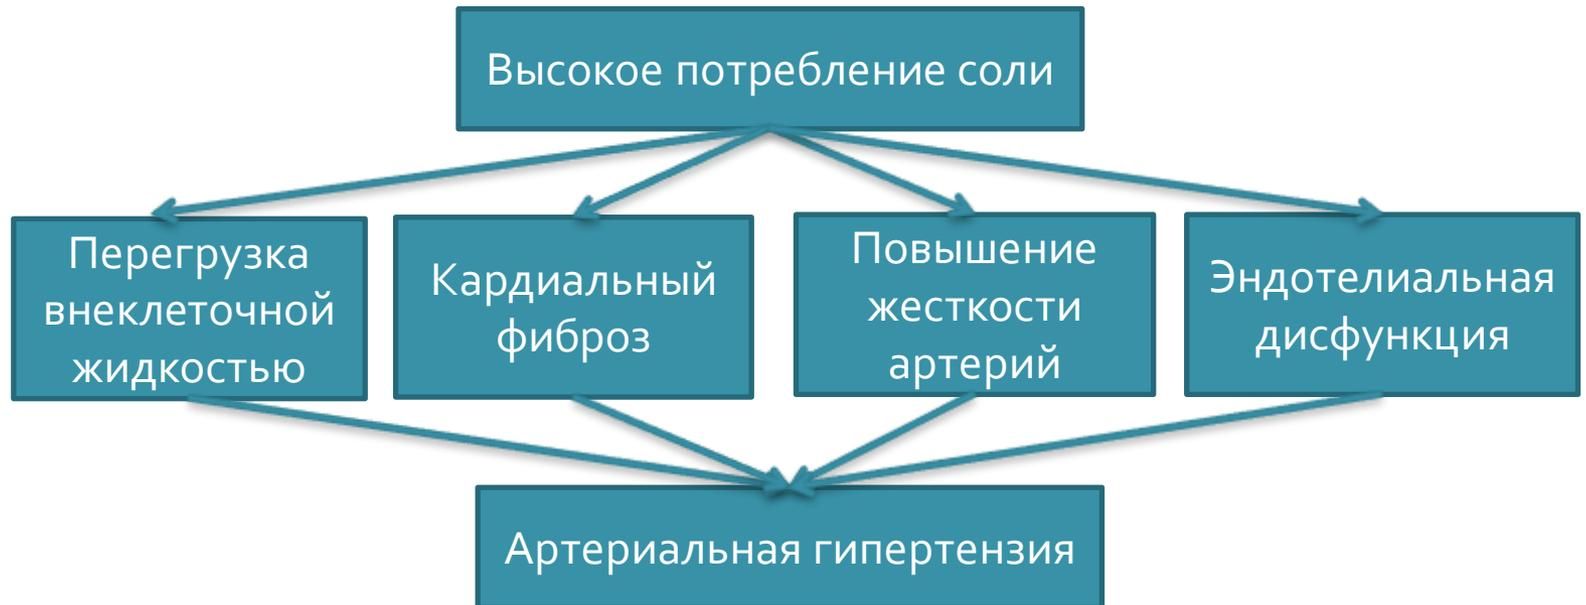 Высокое потребление соли
Перегрузка
внеклеточной
жидкостью
Кардиальный
фиброз
Повышение
жесткости
артерий
Эндотелиальная
дисфункция
Артериальная гипертензия